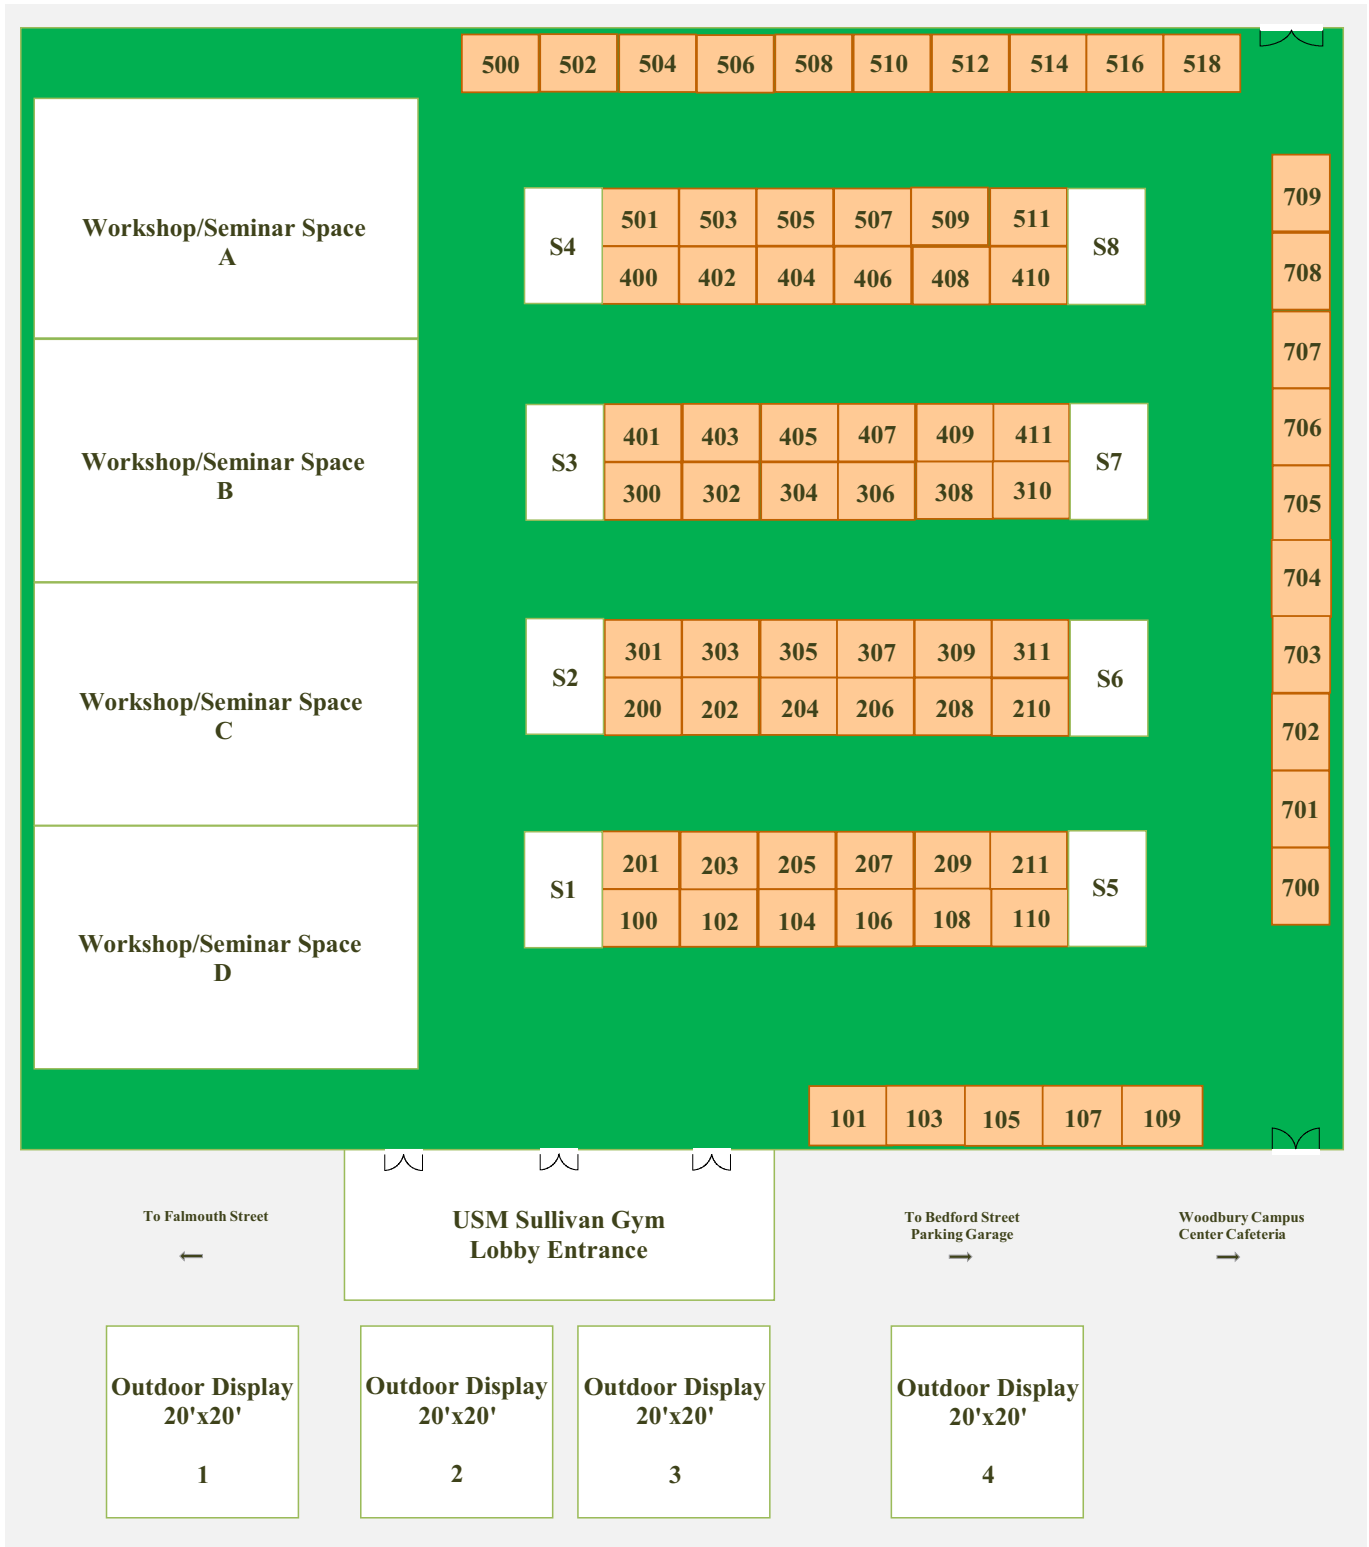 500 502 504 506 508 510 512 514 516 518
Workshop/Seminar Space
A
Workshop/Seminar Space
B
Workshop/Seminar Space
C
Workshop/Seminar Space
D
S4
501 503 505 507 509 511
400 402 404 406 408 410
S8
S3
401 403 405 407 409 411
300 302 304 306 308 310
S7
S2
301 303 305 307 309 311
200 202 204 206 208 210
S6
S1
201 203 205 207 209 211
100 102 104 106 108 110
S5
709
708
707
706
705
704
703
702
701
700
101 103 105 107 109
To Falmouth Street
←
USM Sullivan Gym
Lobby Entrance
To Bedford Street
Parking Garage
→
Woodbury Campus
Center Cafeteria
→
Outdoor Display
20'x20'
1
Outdoor Display
20'x20'
2
Outdoor Display
20'x20'
3
Outdoor Display
20'x20'
4